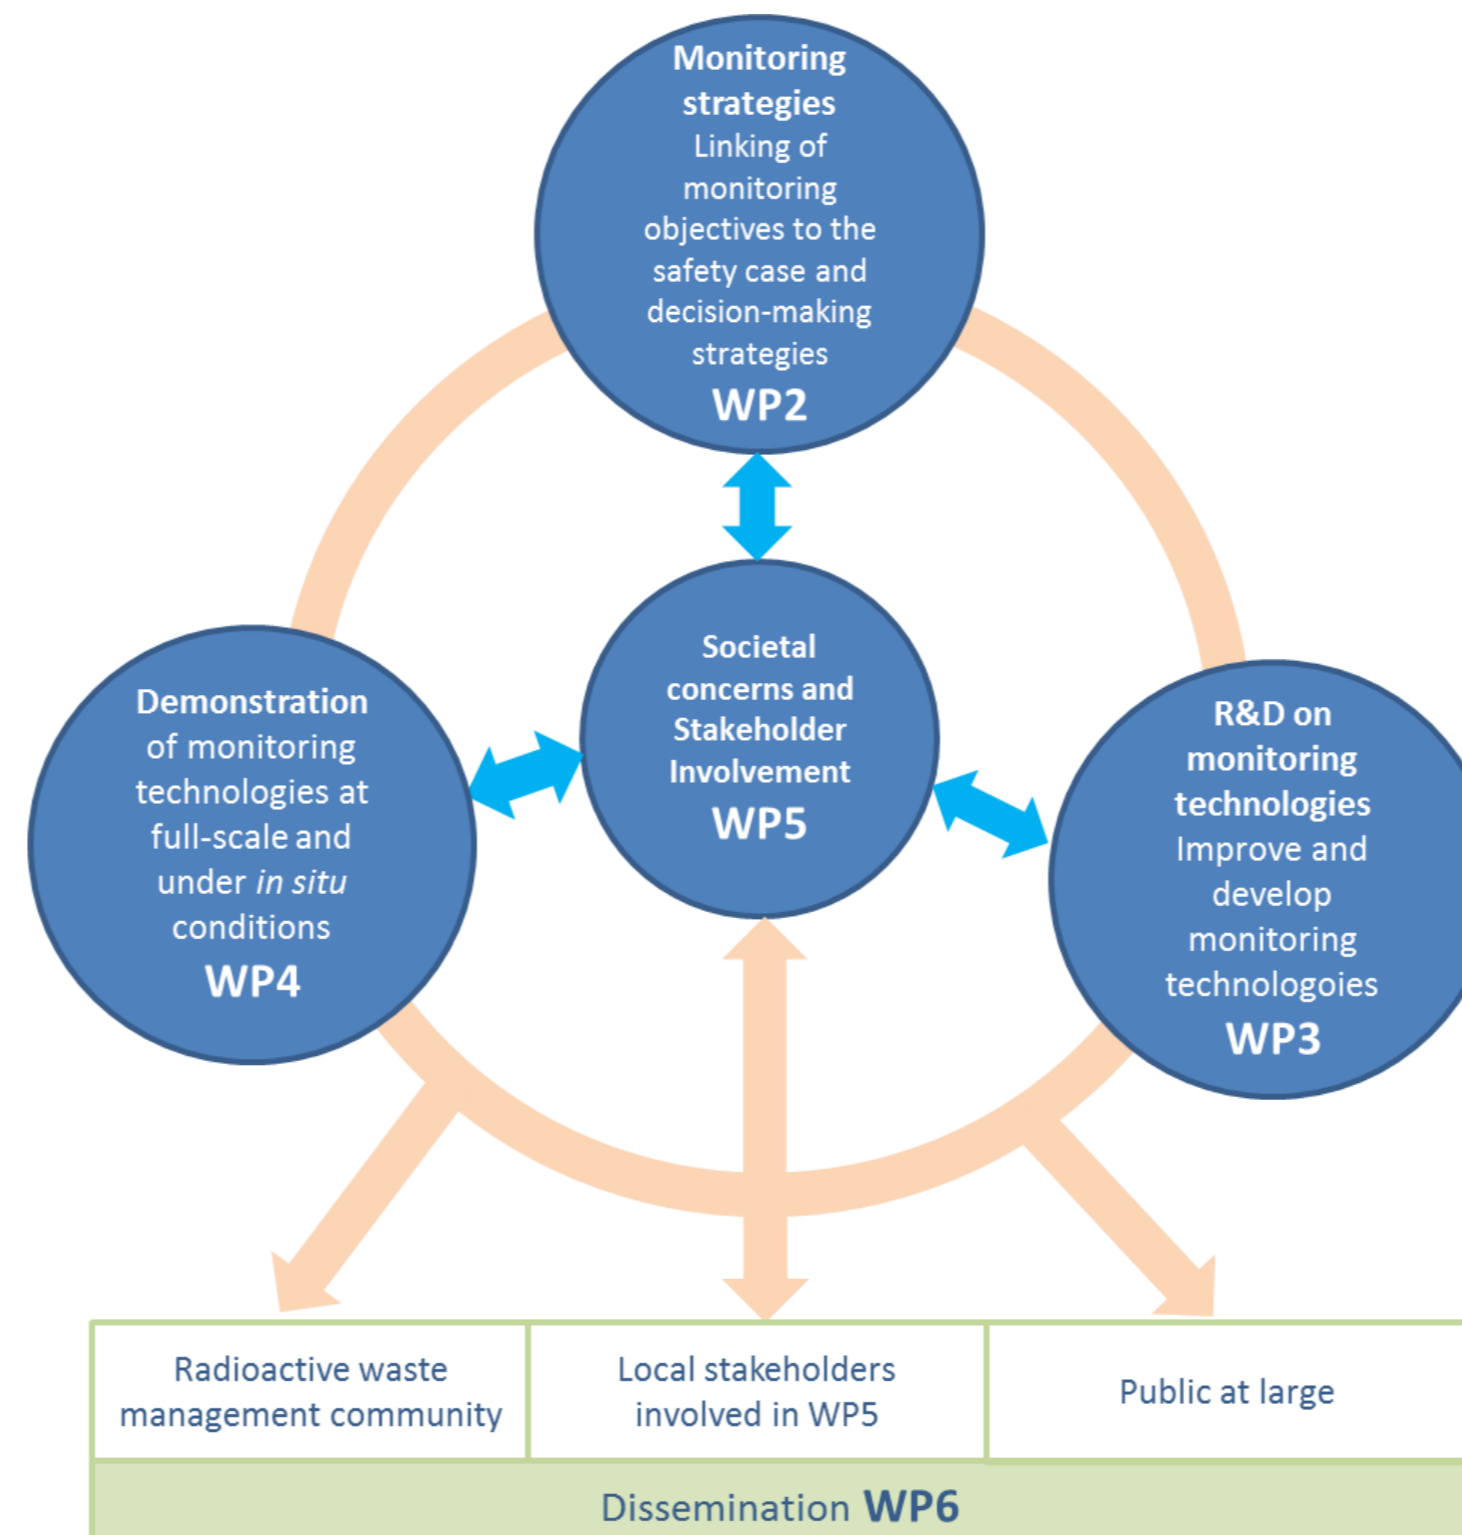 Monitoring
strategies
Linking of
monitoring
objectives to the
safety case and
decision-making
strategies
WP2
Societal
concerns and
Stakeholder
Involvement
WP5
Demonstration
of monitoring
technologies at
full-scale and
under in situ
conditions
WP4
R&D on
monitoring
technologies
Improve and
develop
monitoring
technologoies
WP3
Radioactive waste
management community
Local stakeholders
involved in WP5
Public at large
Dissemination WP6